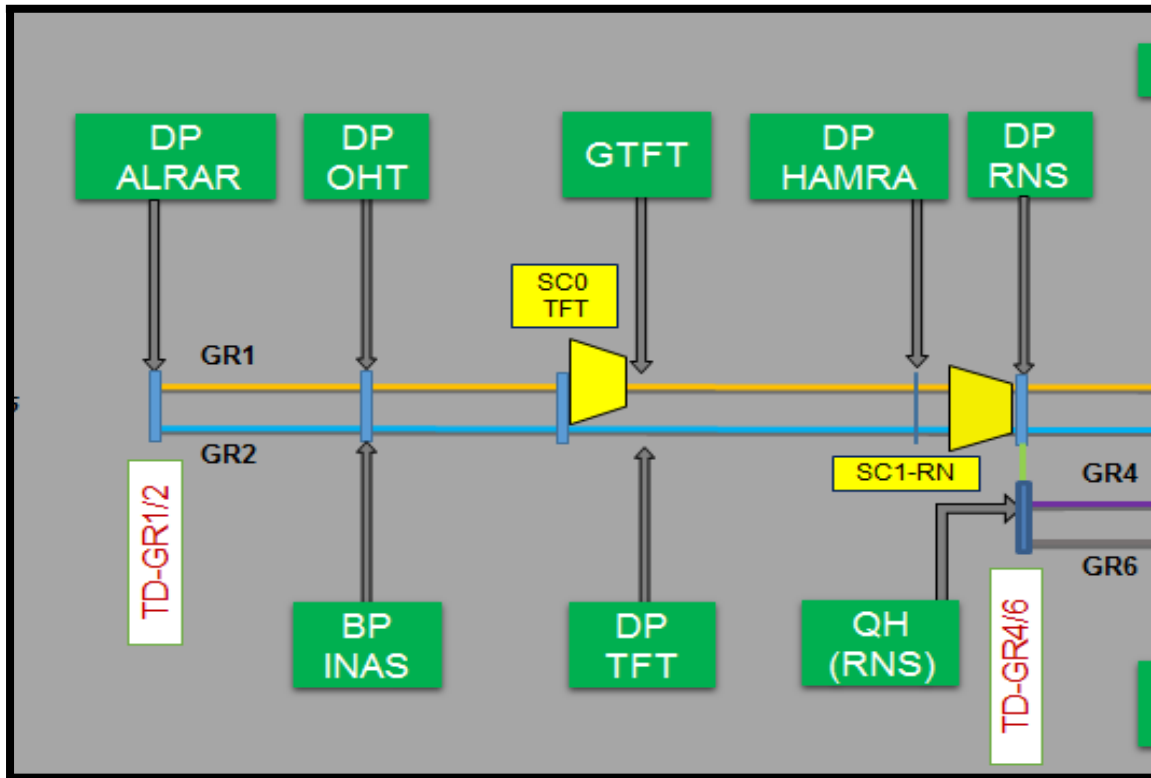 DP
ALRAR
DP
OHT
GTFT
DP
HAMRA
DP
RNS
SC0
TFT
GR1
GR2
SC1-RN
GR4
GR6
TD-GR1/2
BP
INAS
DP
TFT
QH
(RNS)
TD-GR4/6